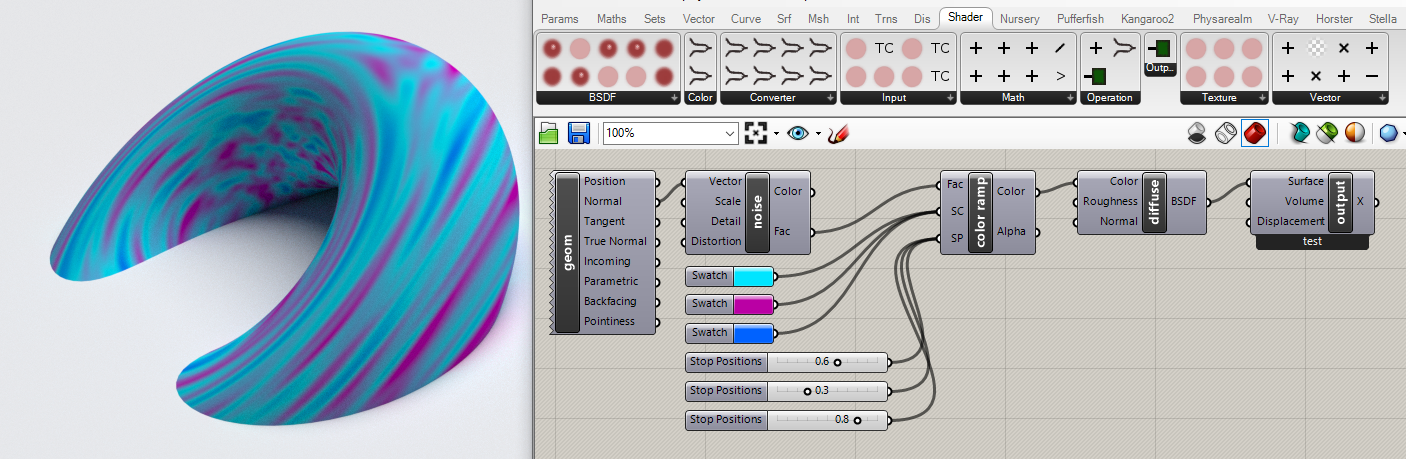 Params Maths Sets Vector Curve Srf Msh Int Trns Dis Shader Nursery Pufferfish Kangaroo2 Physarealm V-Ray Horster Stella
TC TC
TC >
BSDF Color Converter Input Math Operation Outp.. Texture Vector
100%
geom
Position
Normal
Tangent
True Normal
Incoming
Parametric
Backfacing
Pointiness
Vector
Scale
Detail
Distortion
noise
Color
Fac
Swatch
Swatch
Swatch
Stop Positions 0.6
Stop Positions 0.3
Stop Positions 0.8
Fac
SC
SP
color ramp
Color
Alpha
Color
Roughness
Normal
diffuse
BSDF
Surface
Volume
Displacement
output
X
test